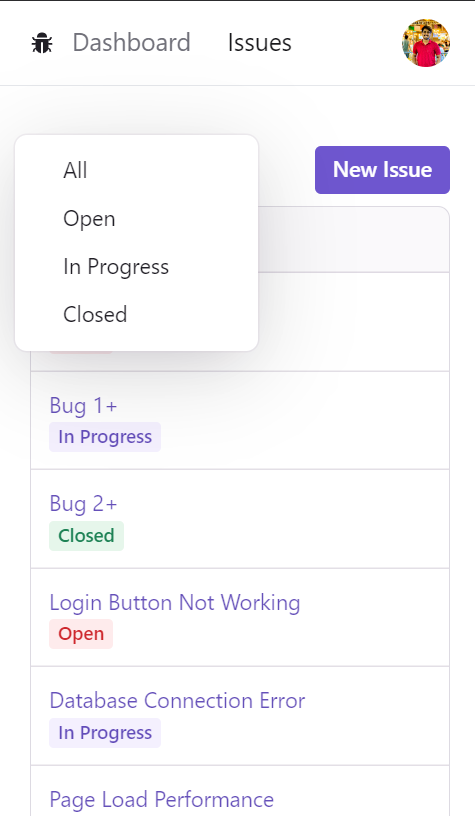 Dashboard Issues
New Issue
All
Open
In Progress
Closed
Bug 1+
In Progress
Bug 2+
Closed
Login Button Not Working
Open
Database Connection Error
In Progress
Page Load Performance